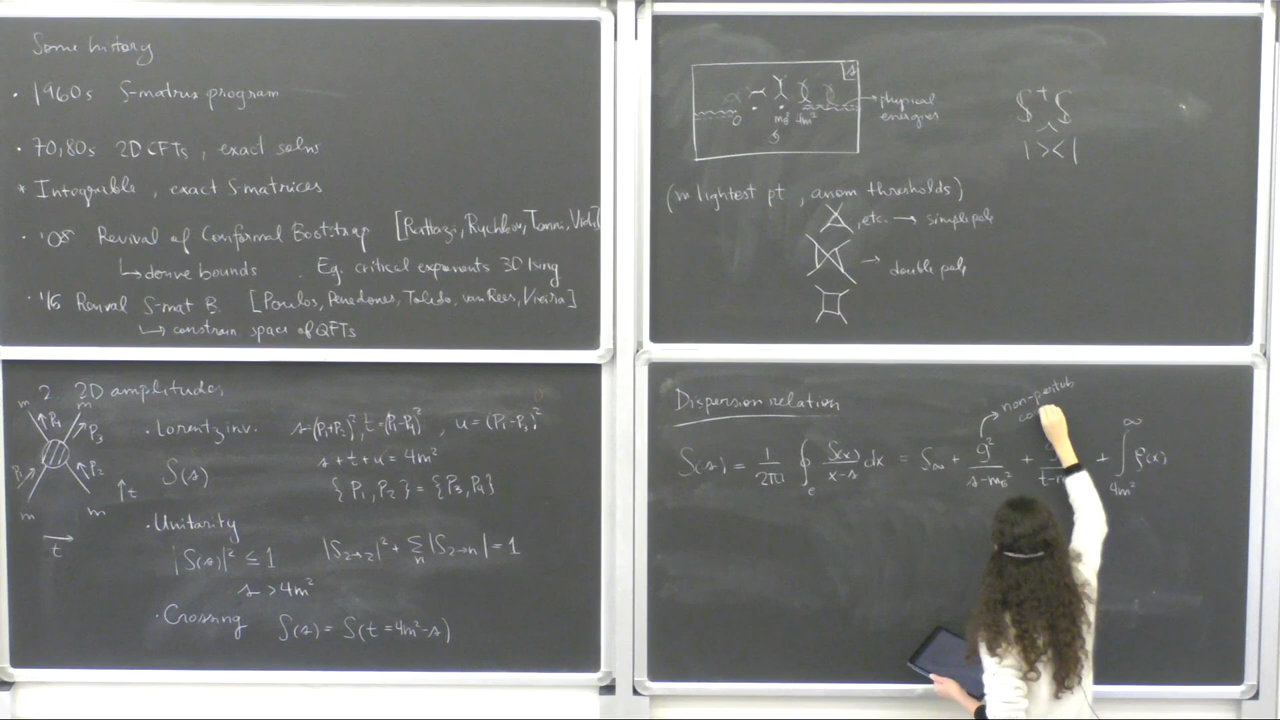 Some history
· 1960s S-matrix program
· 70,80s 2D CFTs, exact solns
* Integrable, exact S-matrices
· '08 Revival of Conformal Bootstrap [Rattazi, Rychkov, Tonni, Vichi]
↳ derive bounds . Eg. critical exponents 3D Ising
· '16 Revival S-mat B. [Paulos, Penedones, Toledo, van Rees, Vieira]
↳ constrain space of QFTs
2. 2D amplitudes
m m
P4 P3
P1 P2
m m
↑t
→
t
· Lorentz inv. s=(P1+P2)², t=(P1-P4)², u=(P1-P3)²
S(s) s+t+u=4m²
{P1, P2} = {P3, P4}
· Unitarity
|S(s)|² ≤ 1 |S2→2|² + Σn |S2→n| = 1
s > 4m²
· Crossing S(s) = S(t=4m²-s)
s
0 4m² → physical energies
S†S
^
|><|
(m lightest pt, anom thresholds)
, etc. → simple pole
→ double pole
Dispersion relation
non-perturb
S(s) = 1/2πi ∮c S(x)/x-s dx = S∞ + g²/s-mB² + + ∫4m²^∞ ρ(x)